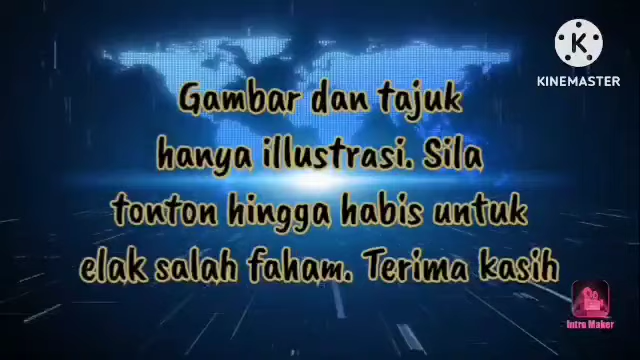 KINEMASTER
Gambar dan tajuk
hanya illustrasi. Sila
tonton hingga habis untuk
elak salah faham. Terima kasih
Intro Maker